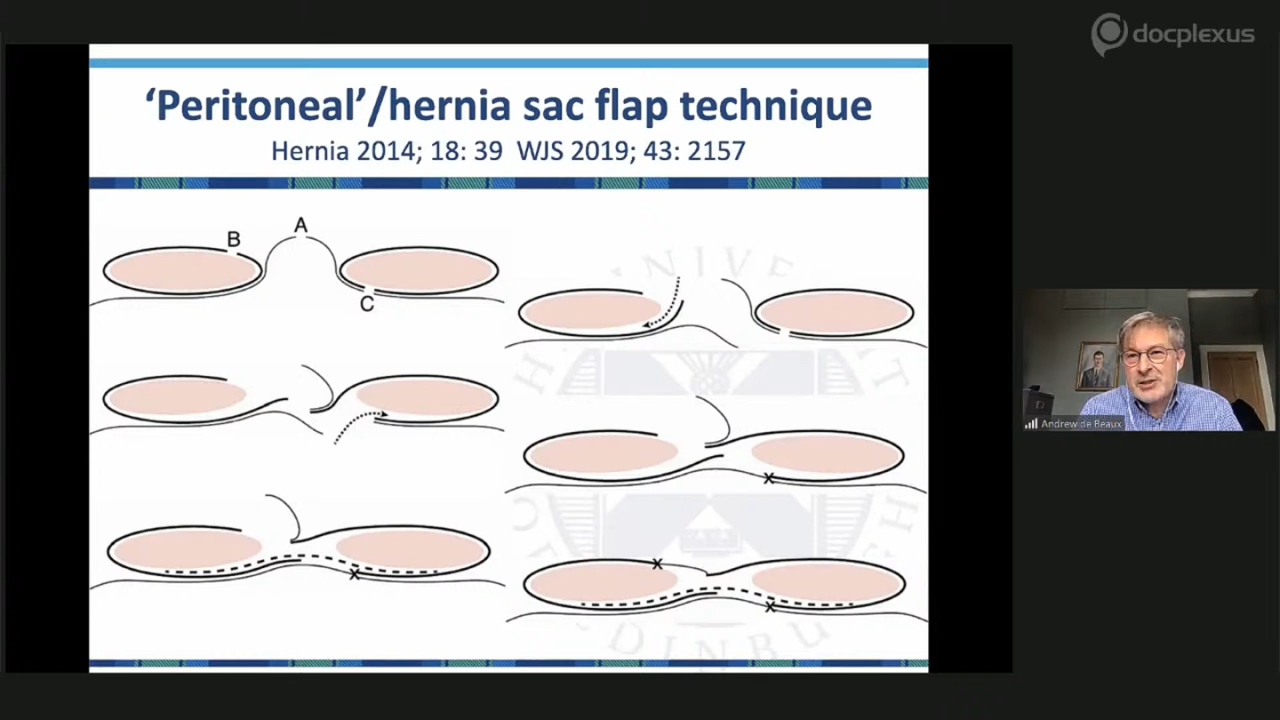 docplexus
‘Peritoneal’/hernia sac flap technique
Hernia 2014; 18: 39 WJS 2019; 43: 2157
A
B
C
x
x
x
x
Andrew de Beaux